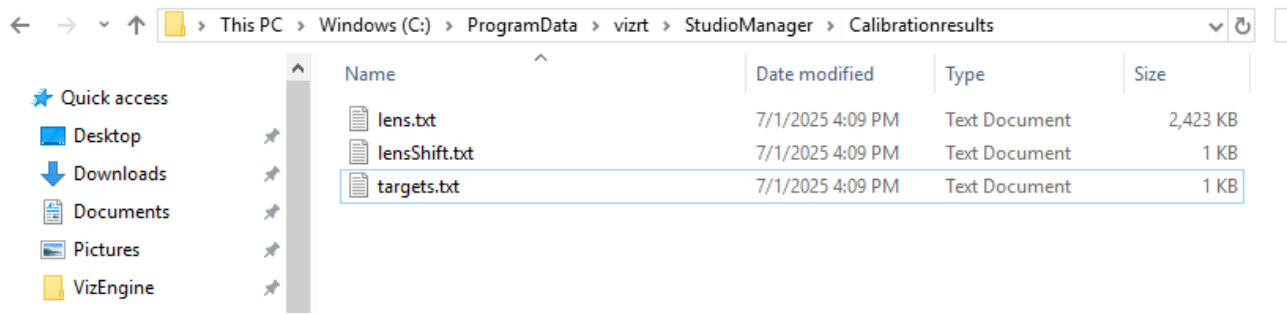 This PC > Windows (C:) > ProgramData > vizrt > StudioManager > Calibrationresults
Name Date modified Type Size
Quick access
lens.txt 7/1/2025 4:09 PM Text Document 2,423 KB
Desktop
lensShift.txt 7/1/2025 4:09 PM Text Document 1 KB
Downloads
targets.txt 7/1/2025 4:09 PM Text Document 1 KB
Documents
Pictures
VizEngine